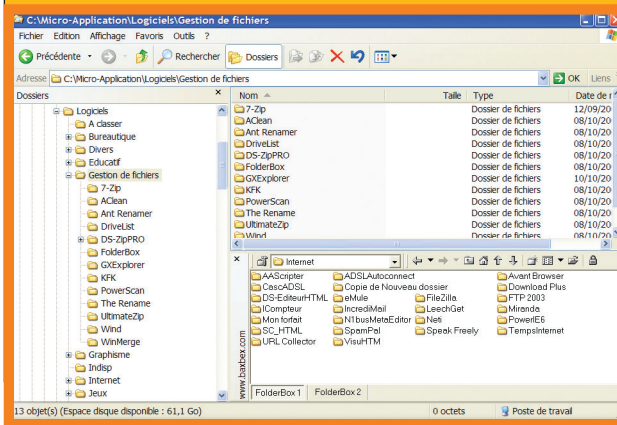 C:\Micro-Application\Logiciels\Gestion de fichiers
Fichier Edition Affichage Favoris Outils ?
Précédente Rechercher Dossiers
Adresse C:\Micro-Application\Logiciels\Gestion de fichiers OK Liens
Dossiers
Logiciels
A classer
Bureautique
Divers
Educatif
Gestion de fichiers
7-Zip
AClean
Ant Renamer
DriveList
DS-ZipPRO
FolderBox
GXExplorer
KFK
PowerScan
The Rename
UltimateZip
Wind
WinMerge
Graphisme
Indisp
Internet
Jeux
Nom Taille Type Date de r
7-Zip Dossier de fichiers 12/09/20
AClean Dossier de fichiers 08/10/20
Ant Renamer Dossier de fichiers 08/10/20
DriveList Dossier de fichiers 08/10/20
DS-ZipPRO Dossier de fichiers 08/10/20
FolderBox Dossier de fichiers 08/10/20
GXExplorer Dossier de fichiers 10/10/20
KFK Dossier de fichiers 08/10/20
PowerScan Dossier de fichiers 08/10/20
The Rename Dossier de fichiers 08/10/20
UltimateZip Dossier de fichiers 08/10/20
Wind Dossier de fichiers 08/10/20
Internet
AAScripter ADSLAutoconnect Avant Browser
CascADSL Copie de Nouveau dossier Download Plus
DS-EditeurHTML eMule FileZilla FTP 2003
ICompteur IncrediMail LeechGet Miranda
Mon forfait N1busMetaEditor Neti PowerIE6
SC_HTML SpamPal Speak Freely TempsInternet
URL Collector VisuHTM
www.baxbex.com
FolderBox 1 FolderBox 2
13 objet(s) (Espace disque disponible : 61,1 Go) 0 octets Poste de travail